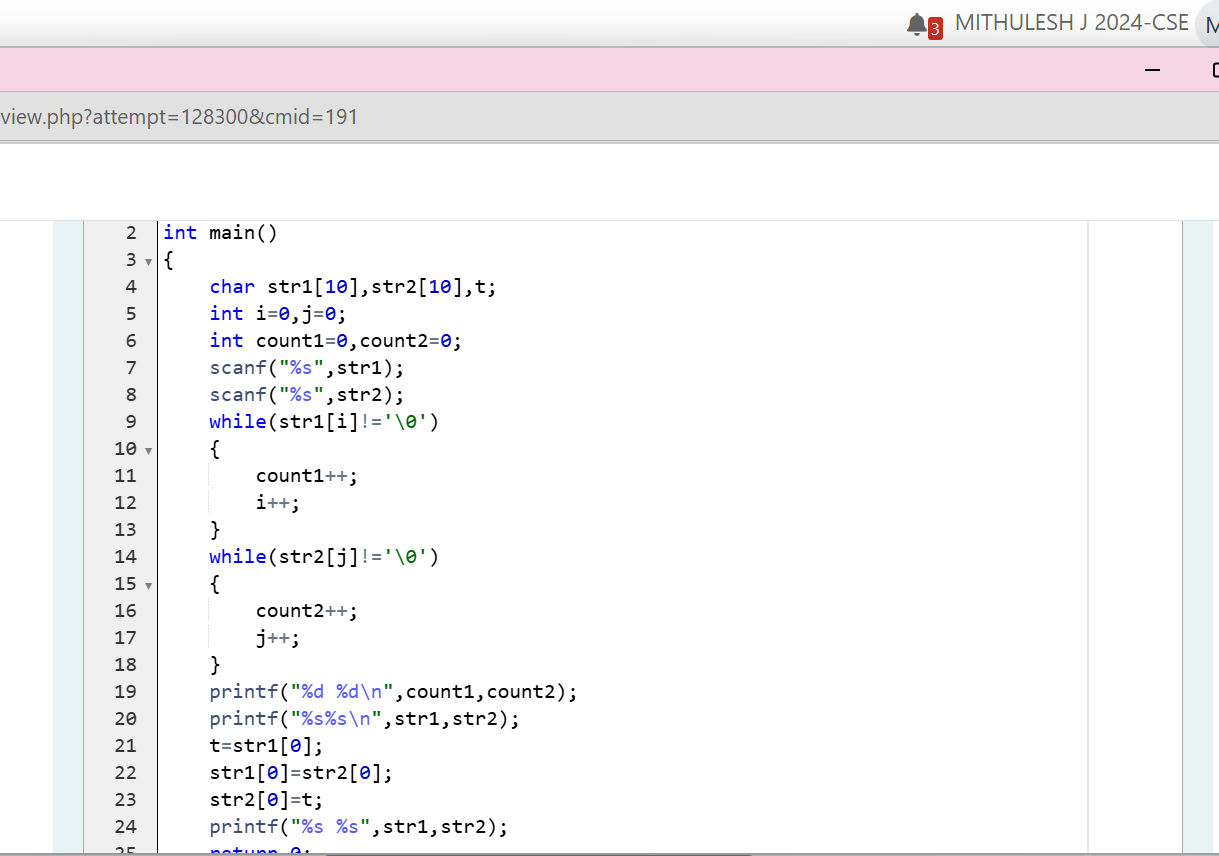 3 MITHULESH J 2024-CSE M
view.php?attempt=128300&cmid=191
2 int main()
3 {
4 char str1[10],str2[10],t;
5 int i=0,j=0;
6 int count1=0,count2=0;
7 scanf("%s",str1);
8 scanf("%s",str2);
9 while(str1[i]!='\0')
10 {
11 count1++;
12 i++;
13 }
14 while(str2[j]!='\0')
15 {
16 count2++;
17 j++;
18 }
19 printf("%d %d\n",count1,count2);
20 printf("%s%s\n",str1,str2);
21 t=str1[0];
22 str1[0]=str2[0];
23 str2[0]=t;
24 printf("%s %s",str1,str2);
25 return 0;